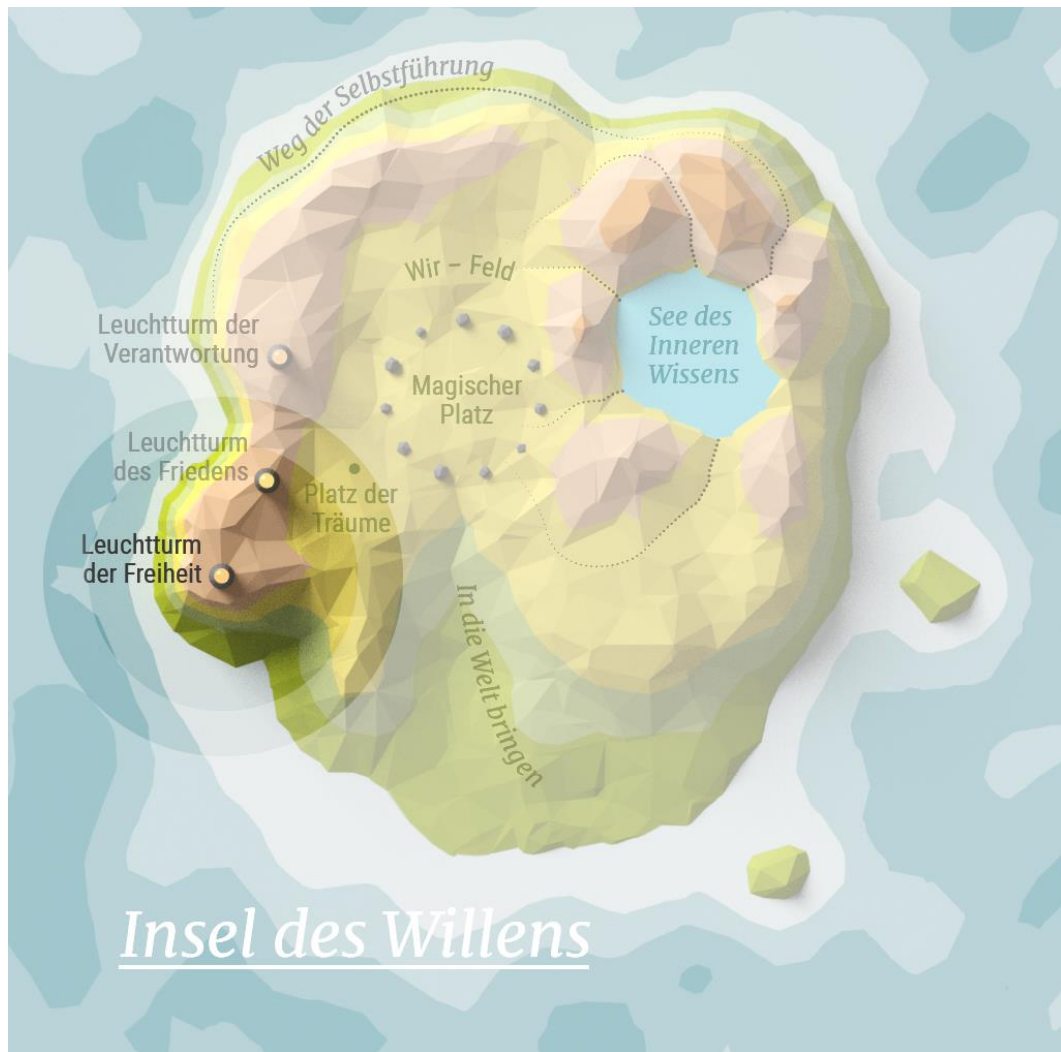 Weg der Selbstführung
Wir – Feld
See des
Inneren
Wissens
Leuchtturm der
Verantwortung
Magischer
Platz
Leuchtturm
des Friedens
Platz der
Träume
Leuchtturm
der Freiheit
In die Welt bringen
Insel des Willens